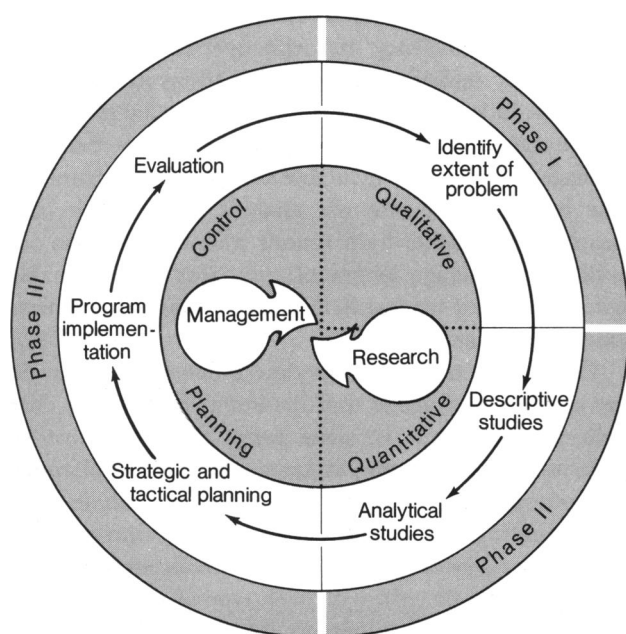 Phase I
Identify
extent of
problem
Evaluation
Control
Qualitative
Phase III
Program
implemen-
tation
Management
Research
Descriptive
studies
Planning
Quantitative
Strategic and
tactical planning
Analytical
studies
Phase II